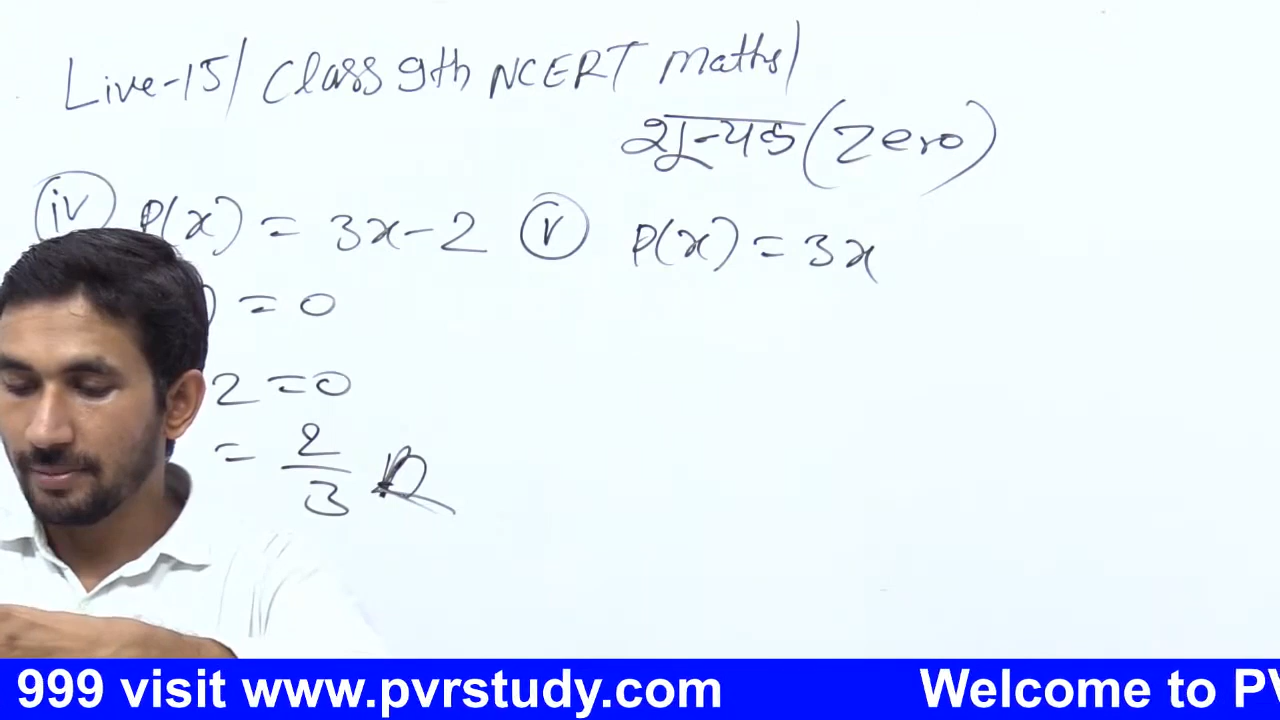 Live-15/ Class 9th NCERT Maths/
शून्यक (Zero)
iv P(x) = 3x-2
) = 0
2 =0
= 2/3
v P(x) = 3x
999 visit www.pvrstudy.com Welcome to PV